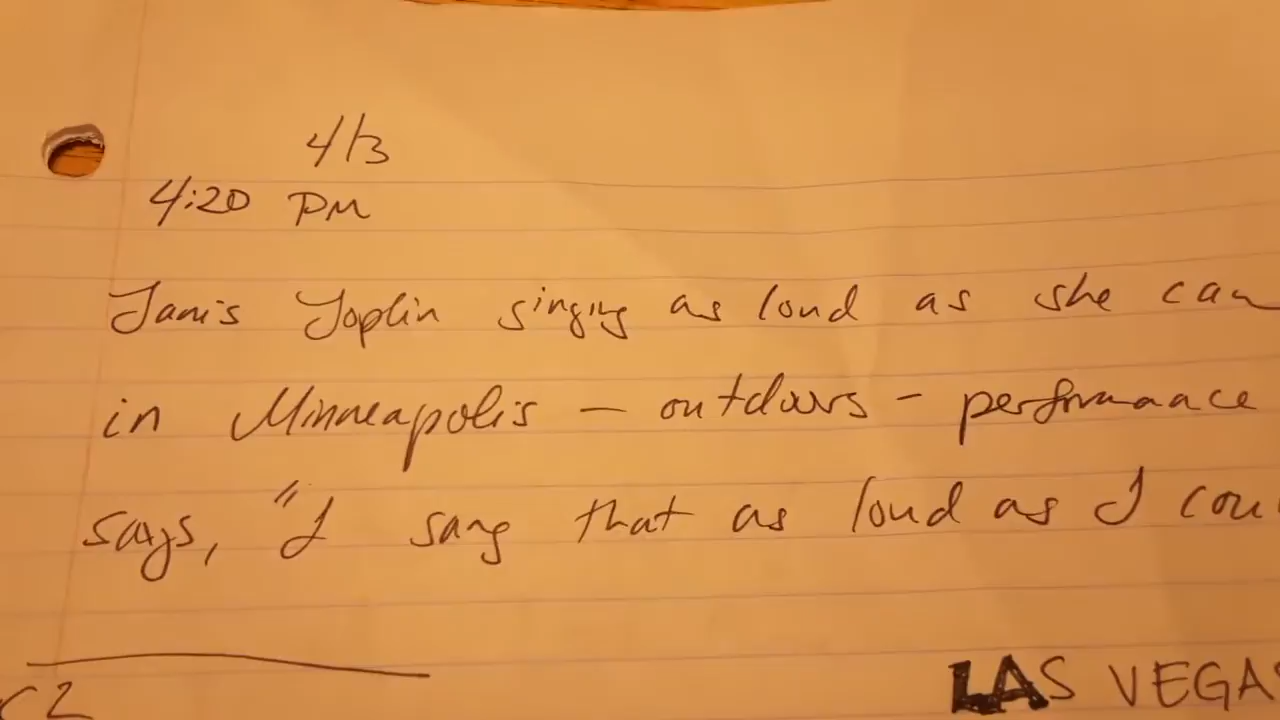 4/3
4:20 PM
Janis Joplin singing as loud as she can
in Minneapolis – outdoors – performance
says, "I sang that as loud as I cou
LAS VEGAS